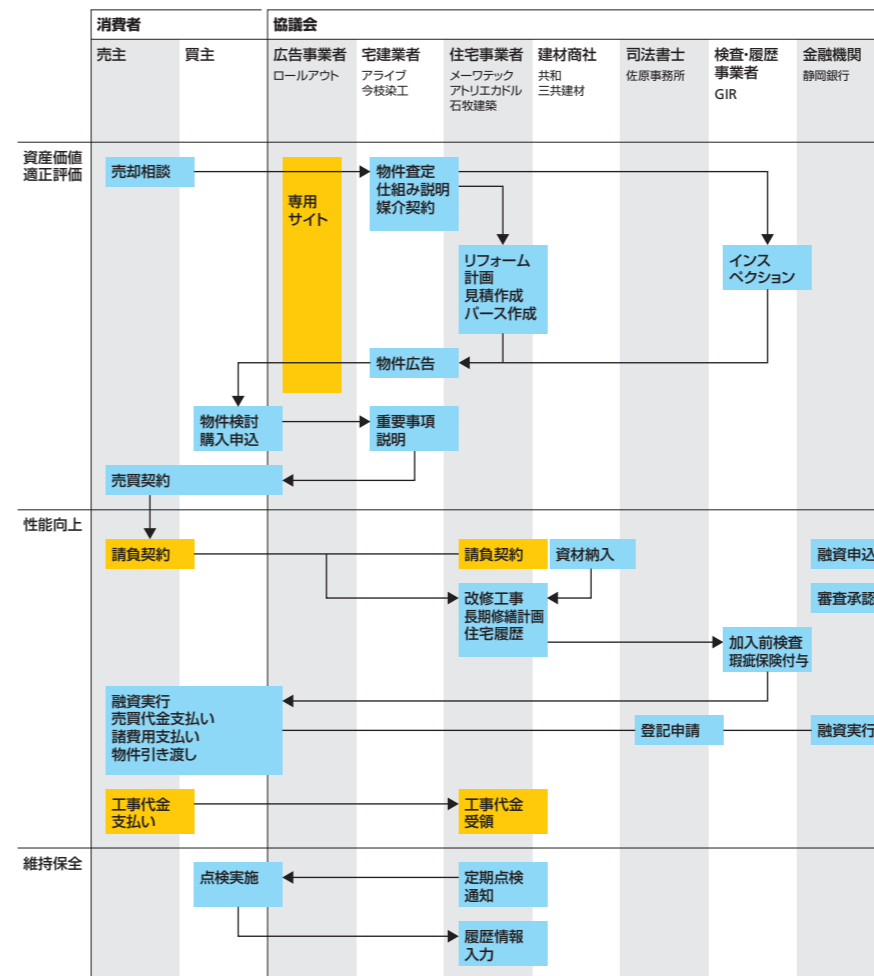 消費者
協議会
売主
買主
広告事業者
ロールアウト
宅建業者
アライブ
今枝染工
住宅事業者
メーワテック
アトリエカドル
石牧建築
建材商社
共和
三共建材
司法書士
佐原事務所
検査・履歴
事業者
GIR
金融機関
静岡銀行
資産価値
適正評価
売却相談
専用
サイト
物件査定
仕組み説明
媒介契約
リフォーム
計画
見積作成
パース作成
インス
ペクション
物件広告
物件検討
購入申込
重要事項
説明
売買契約
性能向上
請負契約
請負契約
資材納入
融資申込
改修工事
長期修繕計画
住宅履歴
審査承認
加入前検査
瑕疵保険付与
融資実行
売買代金支払い
諸費用支払い
物件引き渡し
登記申請
融資実行
工事代金
支払い
工事代金
受領
維持保全
点検実施
定期点検
通知
履歴情報
入力